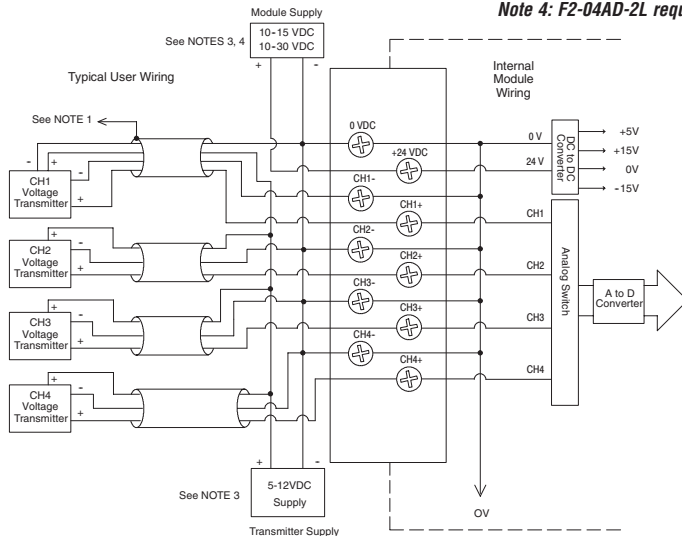 Note 4: F2-04AD-2L requ
Module Supply
10-15 VDC
10-30 VDC
See NOTES 3, 4
+ -
Typical User Wiring
Internal
Module
Wiring
See NOTE 1
0 VDC
+24 VDC
0 V
24 V
DC to DC
Converter
+5V
+15V
0V
-15V
- +
-
+
CH1
Voltage
Transmitter
CH1-
CH1+
CH1
+
-
+
CH2
Voltage
Transmitter
CH2-
CH2+
CH2
+
-
+
CH3
Voltage
Transmitter
CH3-
CH3+
CH3
+
-
+
CH4
Voltage
Transmitter
CH4-
CH4+
CH4
Analog Switch
A to D
Converter
+ -
See NOTE 3
5-12VDC
Supply
Transmitter Supply
OV